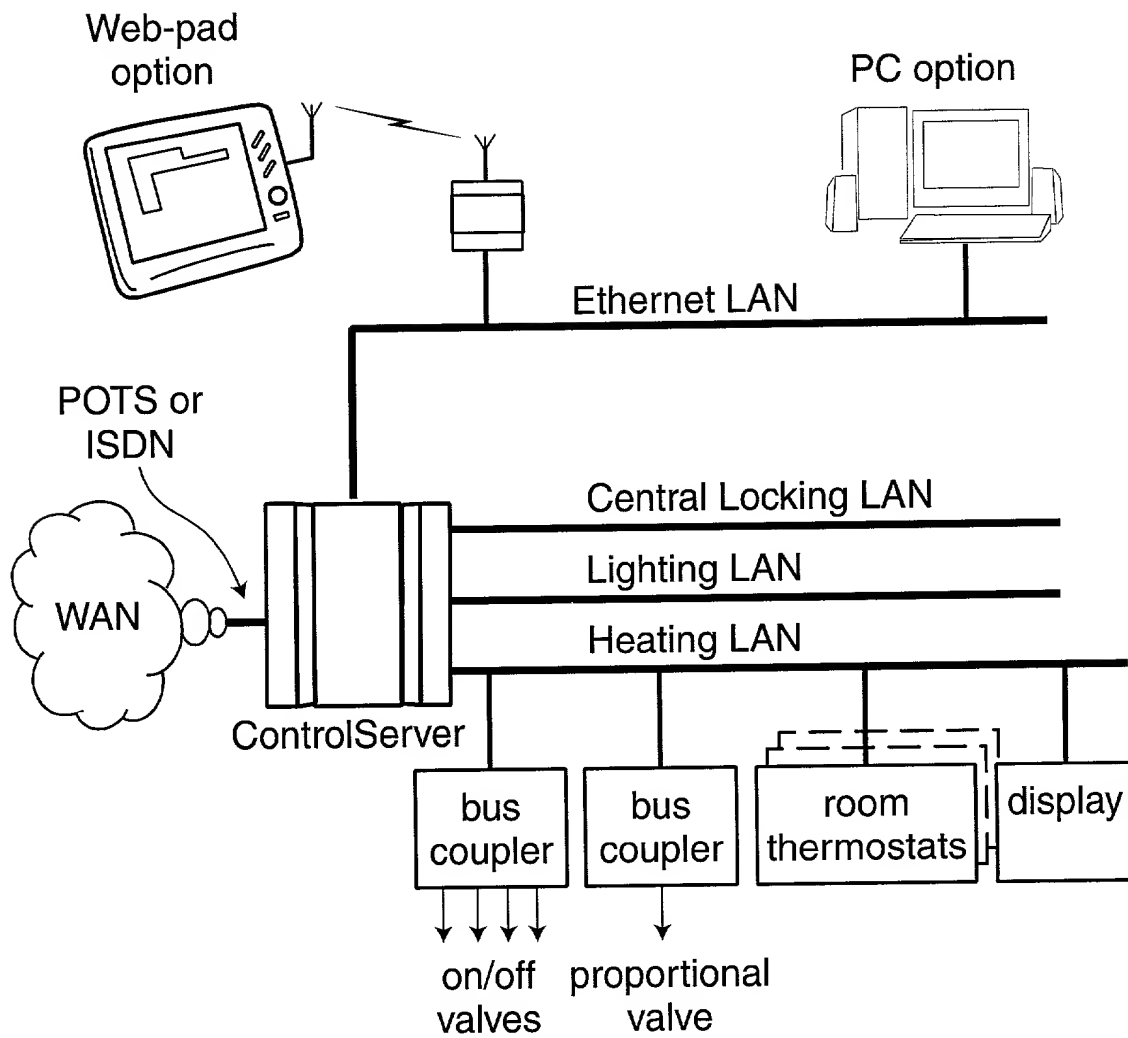 Web-pad
option
PC option
Ethernet LAN
POTS or
ISDN
Central Locking LAN
Lighting LAN
WAN
Heating LAN
ControlServer
bus
coupler
bus
coupler
room
thermostats
display
on/off
valves
proportional
valve